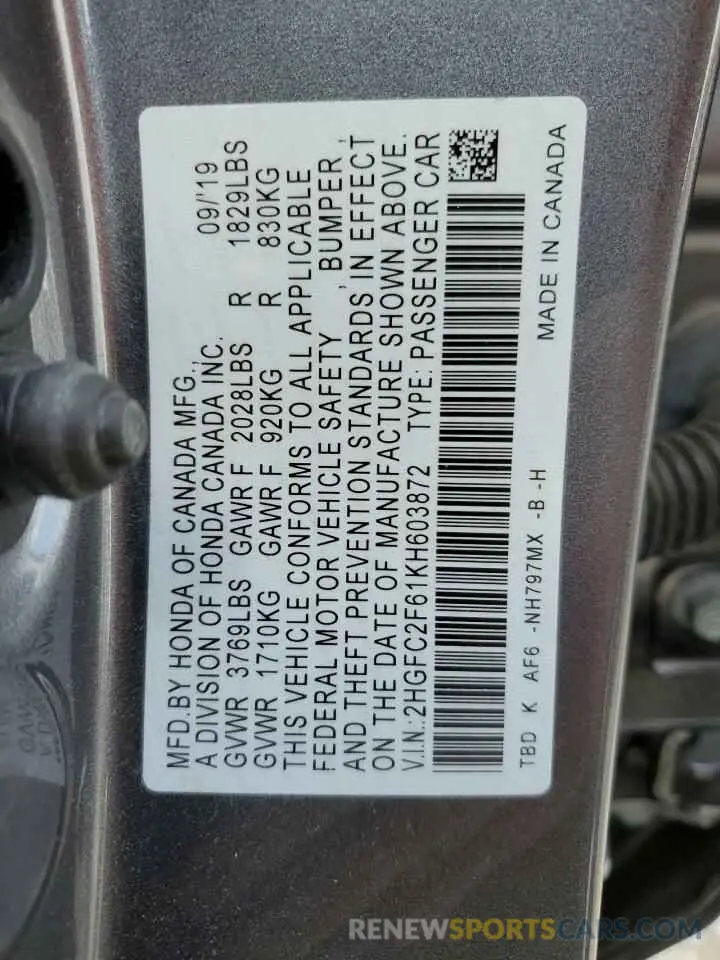 MFD.BY HONDA OF CANADA MFG., 09/'19
A DIVISION OF HONDA CANADA INC.
GVWR 3769LBS GAWR F 2028LBS R 1829LBS
GVWR 1710KG GAWR F 920KG R 830KG
THIS VEHICLE CONFORMS TO ALL APPLICABLE
FEDERAL MOTOR VEHICLE SAFETY , BUMPER ,
AND THEFT PREVENTION STANDARDS IN EFFECT
ON THE DATE OF MANUFACTURE SHOWN ABOVE.
V.I.N.:2HGFC2F61KH603872 TYPE: PASSENGER CAR
TBD K AF6 -NH797MX -B -H MADE IN CANADA
RENEWSPORTSCARS.COM